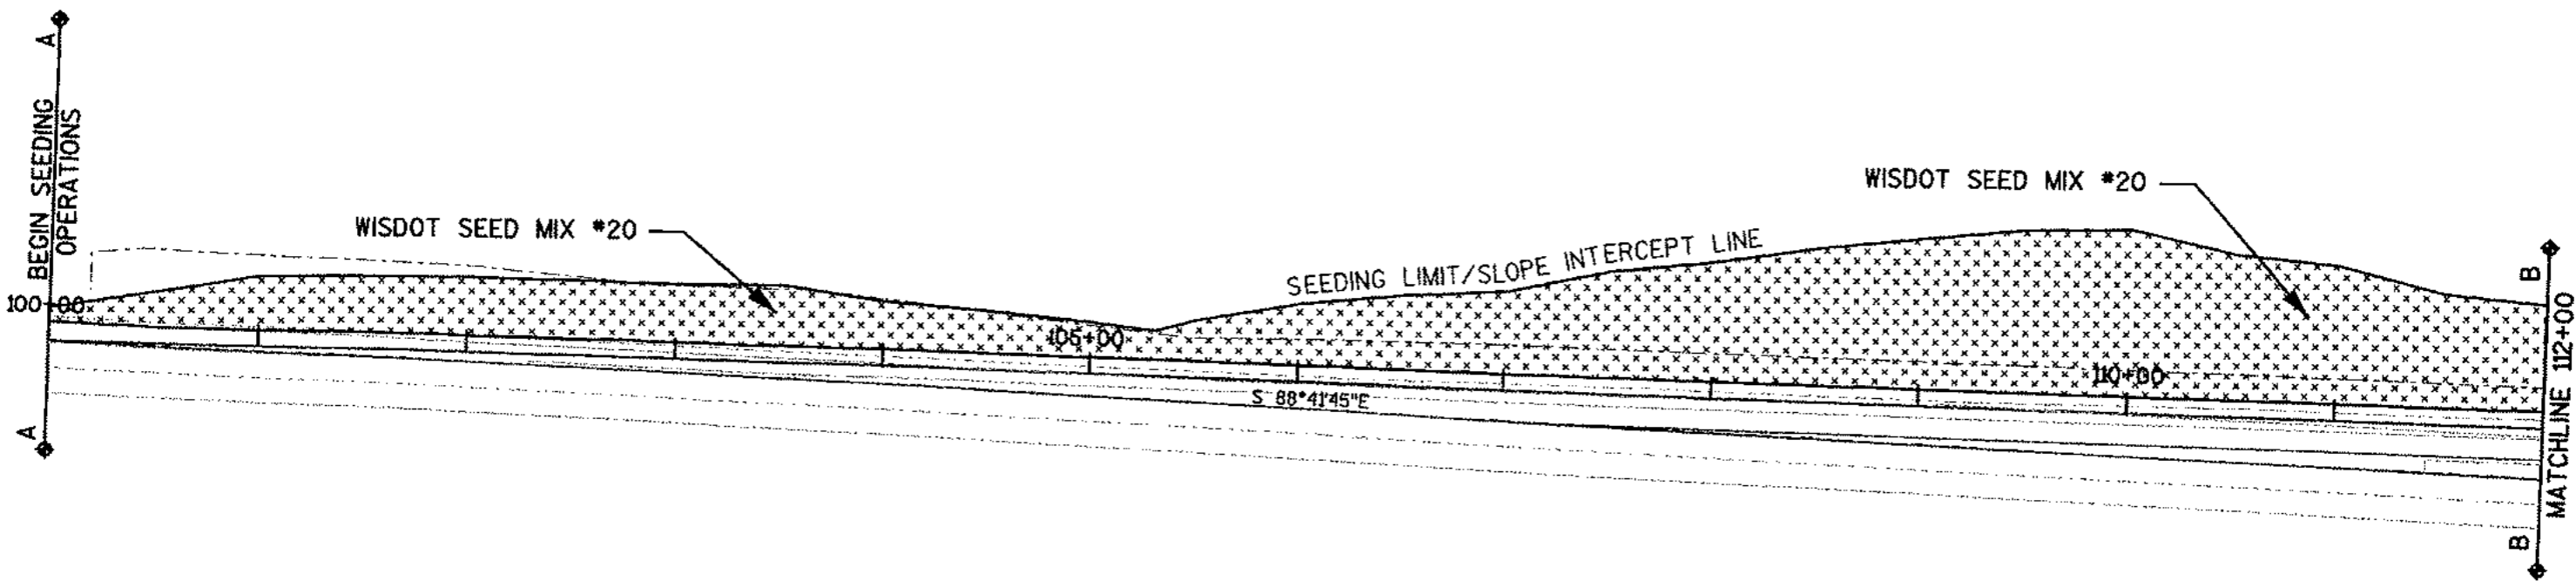 A
BEGIN SEEDING
OPERATIONS
100+00
A
WISDOT SEED MIX #20
105+00
SEEDING LIMIT/SLOPE INTERCEPT LINE
S 88°41'45"E
WISDOT SEED MIX #20
110+00
B
MATCHLINE 112+00
B